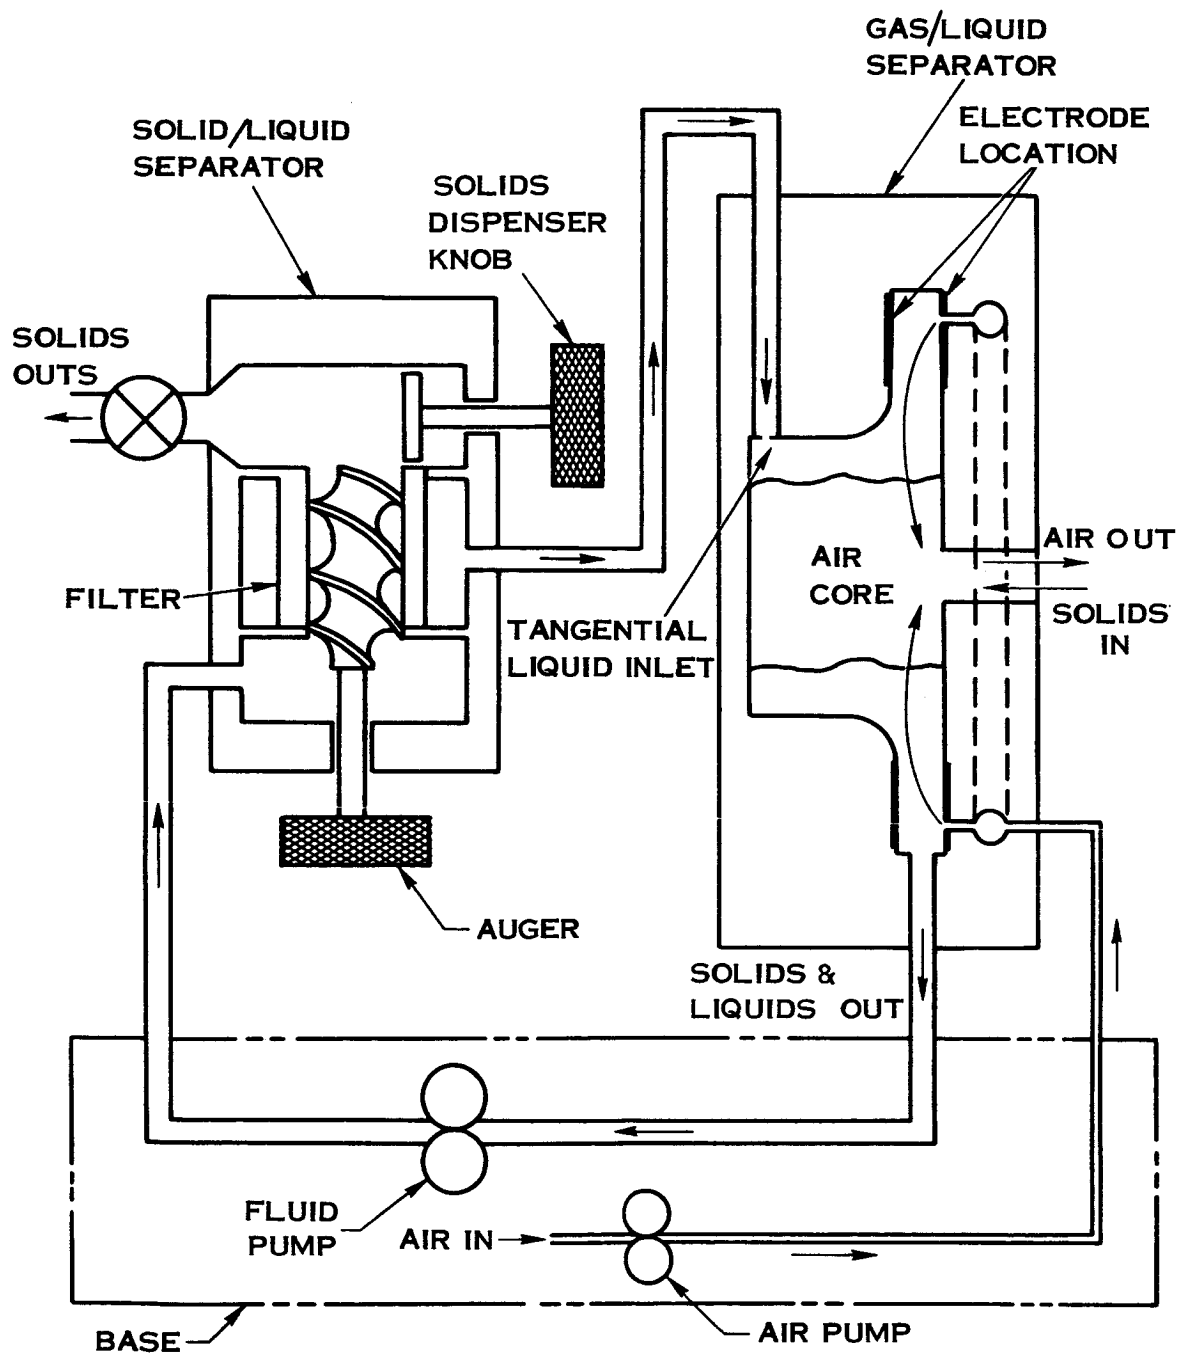 GAS/LIQUID
SEPARATOR
ELECTRODE
LOCATION
SOLID/LIQUID
SEPARATOR
SOLIDS
DISPENSER
KNOB
SOLIDS
OUTS
AIR OUT
AIR
CORE
FILTER
SOLIDS
IN
TANGENTIAL
LIQUID INLET
AUGER
SOLIDS &
LIQUIDS OUT
FLUID
PUMP
AIR IN
AIR PUMP
BASE